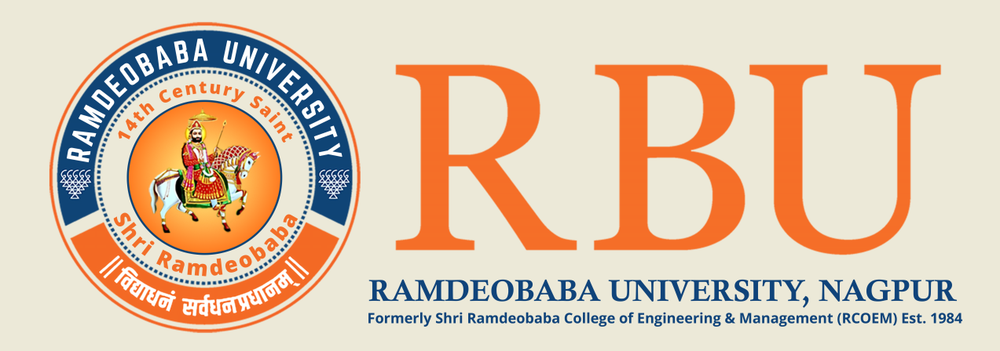 RAMDEOBABA UNIVERSITY
14th Century Saint
Shri Ramdeobaba
|| विद्याधनं सर्वधनप्रधानम् ||
RBU
RAMDEOBABA UNIVERSITY, NAGPUR
Formerly Shri Ramdeobaba College of Engineering & Management (RCOEM) Est. 1984